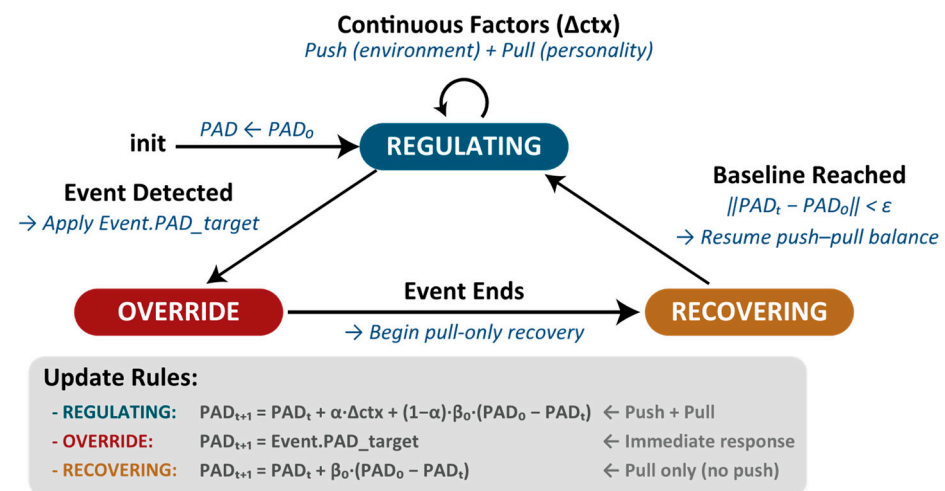 Continuous Factors (Δctx)
Push (environment) + Pull (personality)
init
PAD ← PAD₀
REGULATING
Event Detected
→ Apply Event.PAD_target
Baseline Reached
‖PADₜ − PAD₀‖ < ε
→ Resume push–pull balance
OVERRIDE
Event Ends
→ Begin pull-only recovery
RECOVERING
Update Rules:
- REGULATING: PADₜ₊₁ = PADₜ + α·Δctx + (1−α)·β₀·(PAD₀ − PADₜ) ← Push + Pull
- OVERRIDE: PADₜ₊₁ = Event.PAD_target ← Immediate response
- RECOVERING: PADₜ₊₁ = PADₜ + β₀·(PAD₀ − PADₜ) ← Pull only (no push)